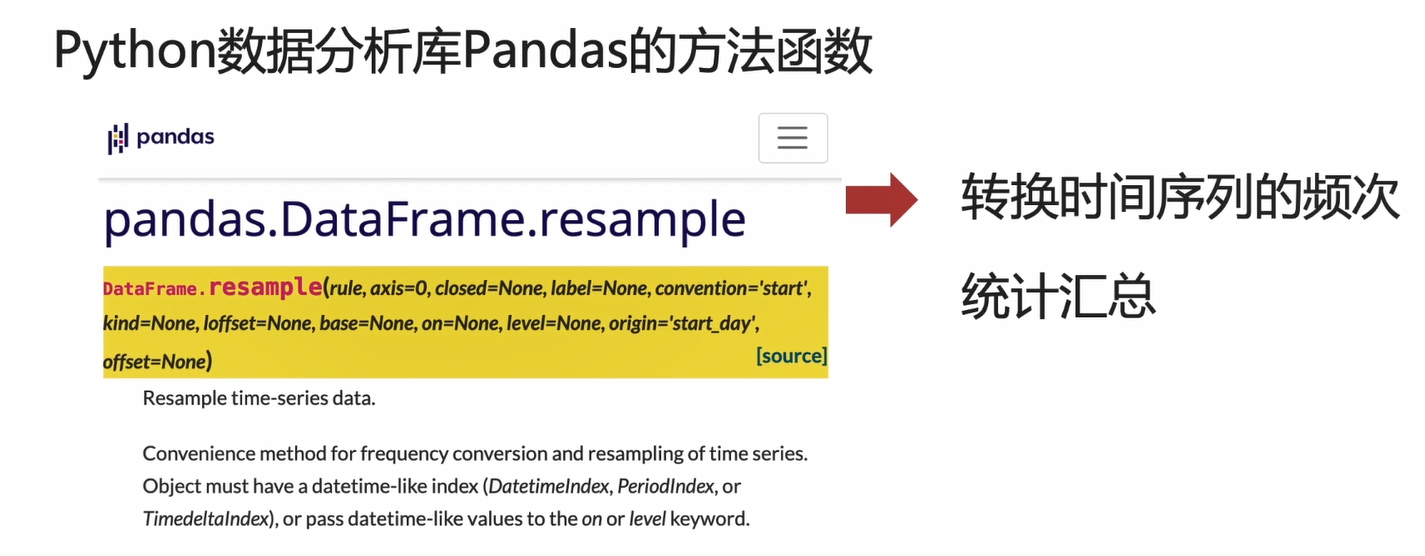 Python数据分析库Pandas的方法函数
pandas
pandas.DataFrame.resample
转换时间序列的频次
统计汇总
DataFrame.resample(rule, axis=0, closed=None, label=None, convention='start',
kind=None, loffset=None, base=None, on=None, level=None, origin='start_day',
offset=None) [source]
Resample time-series data.
Convenience method for frequency conversion and resampling of time series.
Object must have a datetime-like index (DatetimeIndex, PeriodIndex, or
TimedeltaIndex), or pass datetime-like values to the on or level keyword.